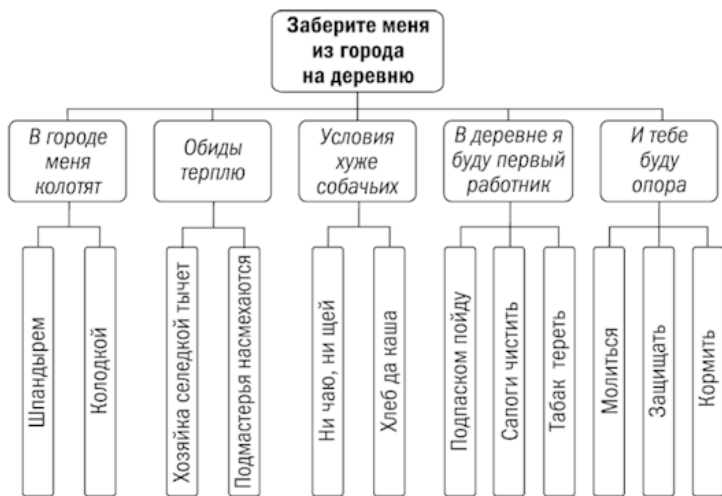 Заберите меня
из города
на деревню
В городе
меня
колотят
Обиды
терплю
Условия
хуже
собачьих
В деревне я
буду первый
работник
И тебе
буду
опора
Шпандырем
Колодкой
Хозяйка селедкой тычет
Подмастерья насмехаются
Ни чаю, ни щей
Хлеб да каша
Подпаском пойду
Сапоги чистить
Табак тереть
Молиться
Защищать
Кормить